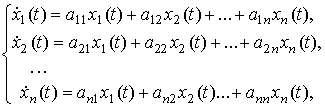 ẋ₁(t) = a₁₁x₁(t) + a₁₂x₂(t) + ... + a₁ₙxₙ(t),
ẋ₂(t) = a₂₁x₁(t) + a₂₂x₂(t) + ... + a₂ₙxₙ(t),
...
ẋₙ(t) = aₙ₁x₁(t) + aₙ₂x₂(t)... + aₙₙxₙ(t),